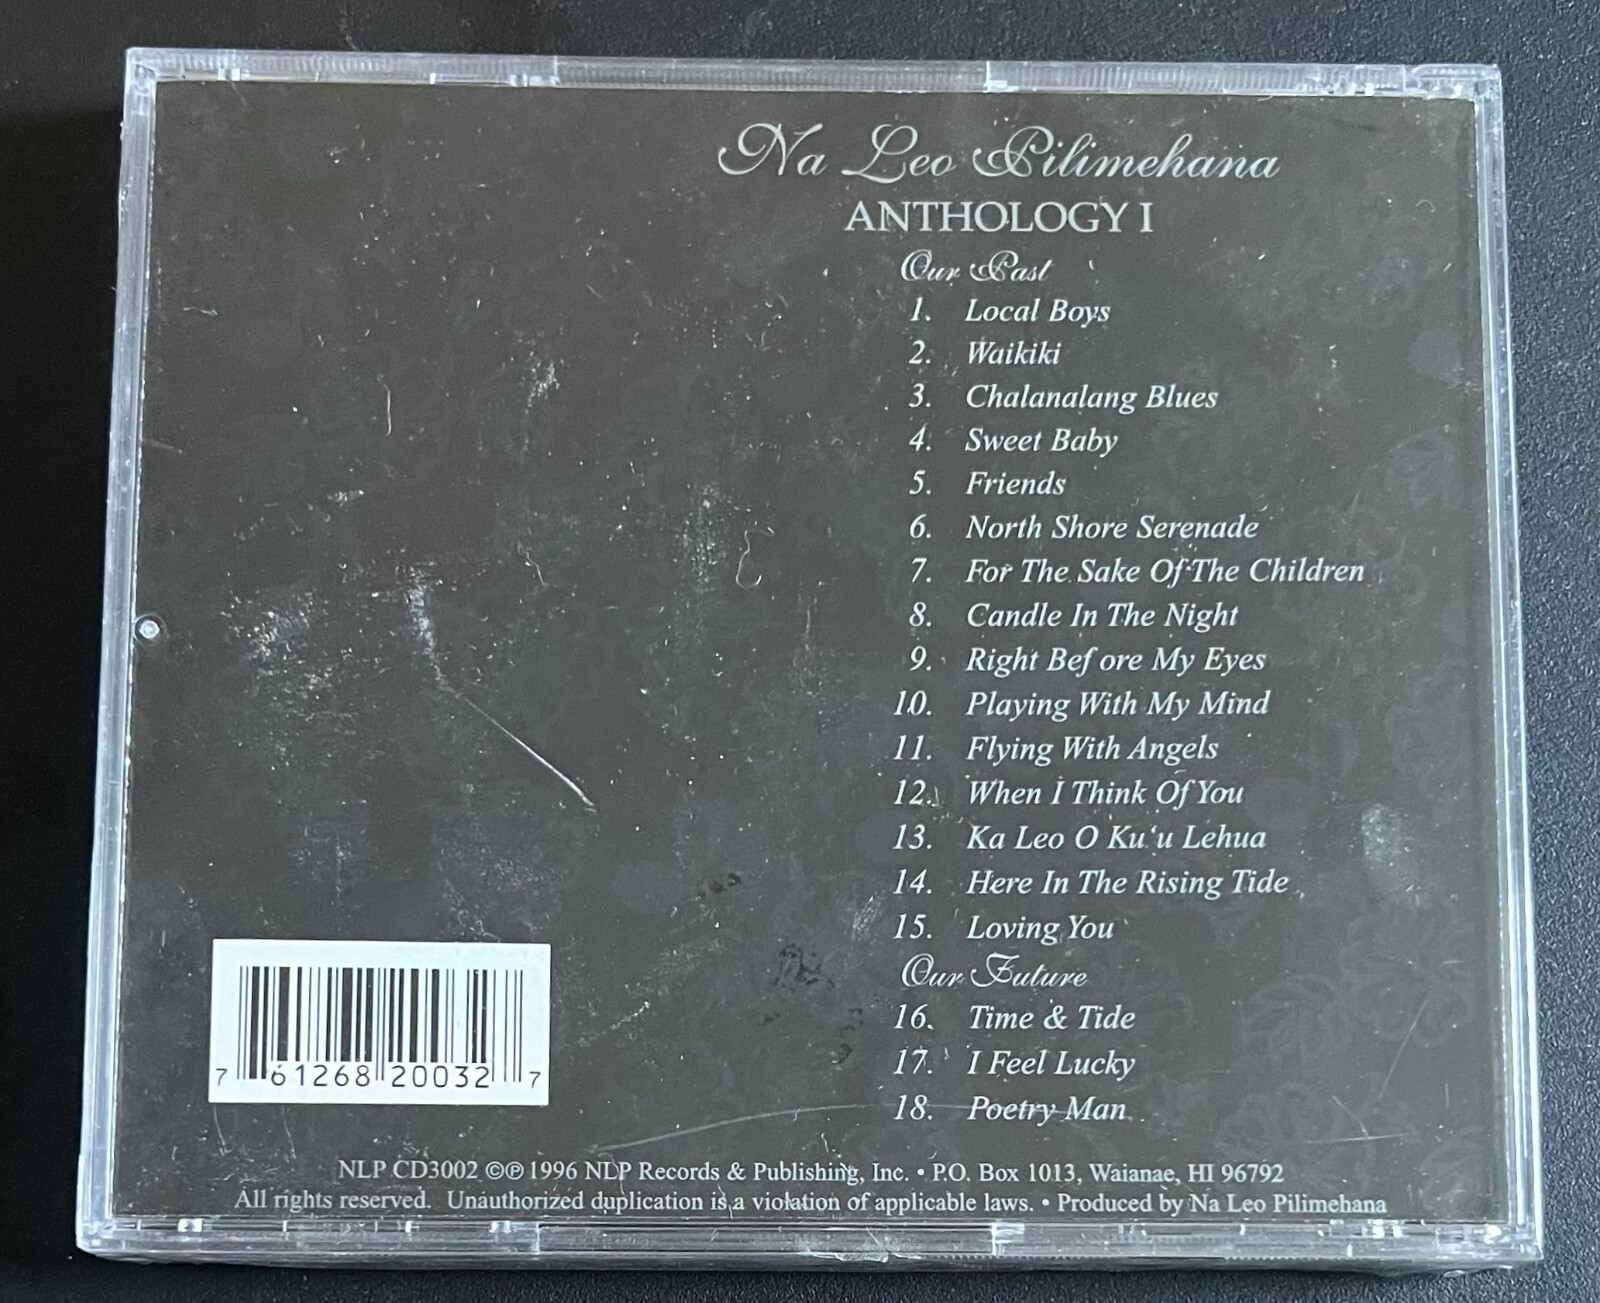 Na Leo Pilimehana
ANTHOLOGY I
Our Past
1. Local Boys
2. Waikiki
3. Chalanalang Blues
4. Sweet Baby
5. Friends
6. North Shore Serenade
7. For The Sake Of The Children
8. Candle In The Night
9. Right Before My Eyes
10. Playing With My Mind
11. Flying With Angels
12. When I Think Of You
13. Ka Leo O Ku‘u Lehua
14. Here In The Rising Tide
15. Loving You
Our Future
16. Time & Tide
17. I Feel Lucky
18. Poetry Man
7 61268 20032 7
NLP CD3002 ©℗ 1996 NLP Records & Publishing, Inc. • P.O. Box 1013, Waianae, HI 96792
All rights reserved. Unauthorized duplication is a violation of applicable laws. • Produced by Na Leo Pilimehana